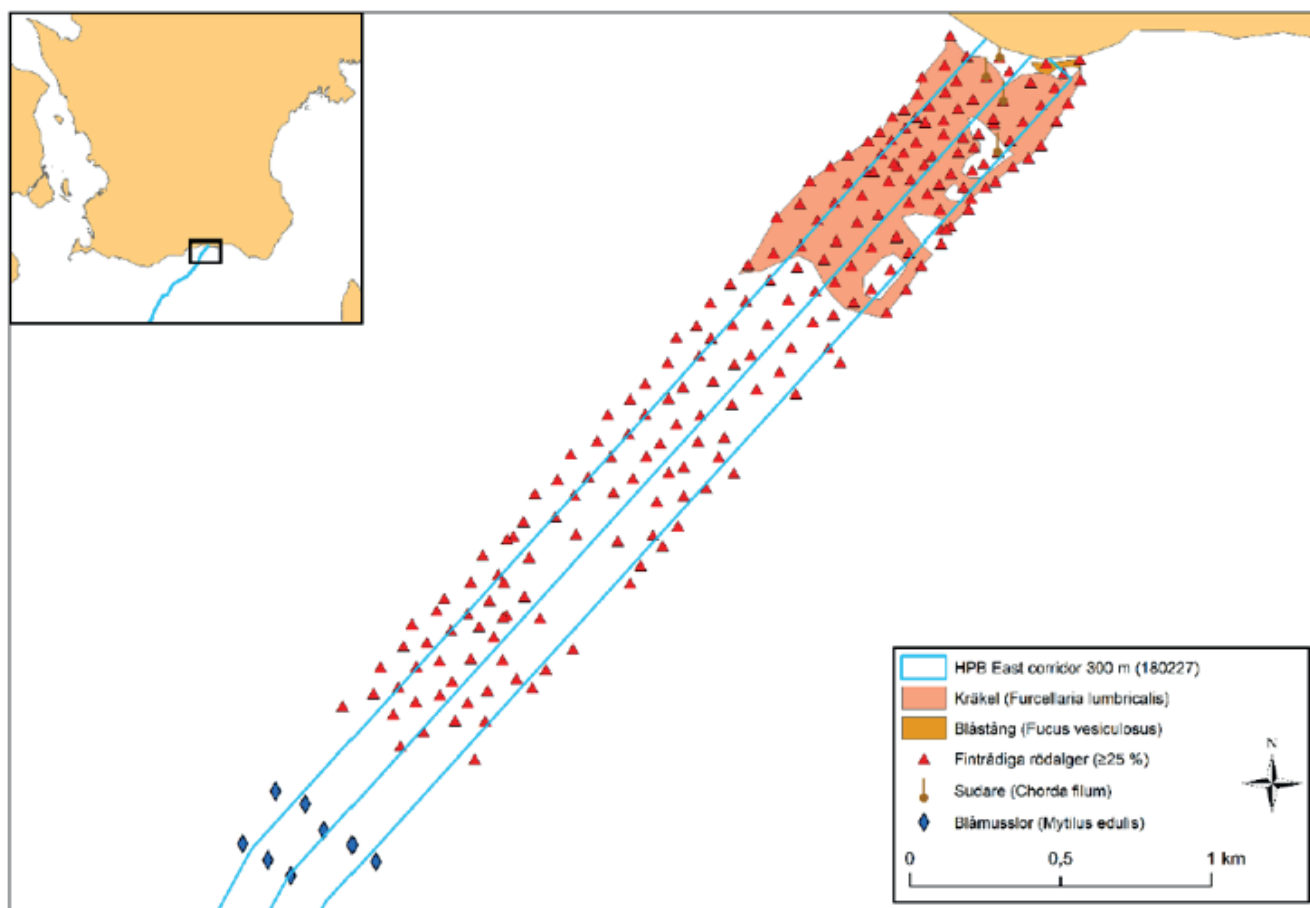 HPB East corridor 300 m (180227)
Kräkel (Furcellaria lumbricalis)
Blåstång (Fucus vesiculosus)
Fintrådiga rödalger (≥25 %)
Sudare (Chorda filum)
Blåmusslor (Mytilus edulis)
N
0 0,5 1 km